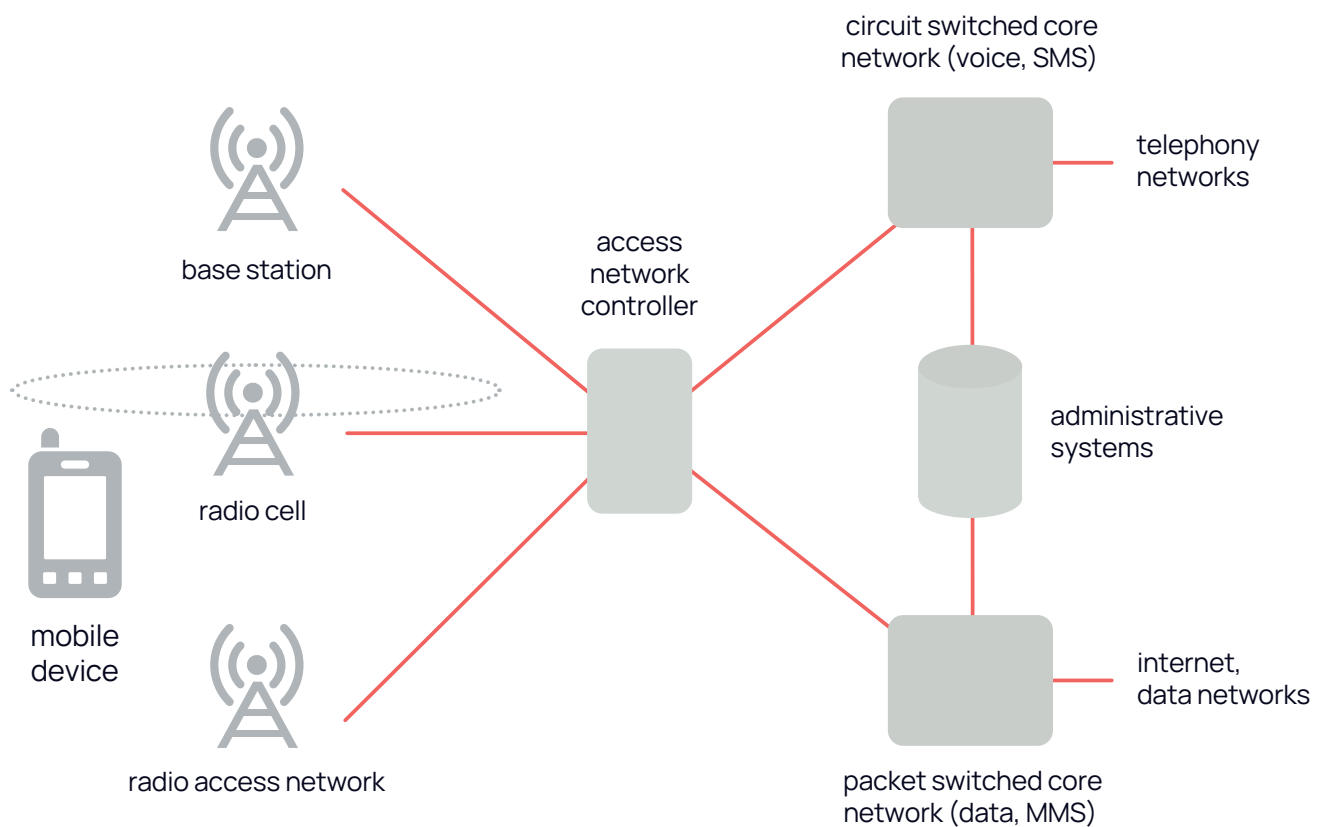 circuit switched core
network (voice, SMS)
telephony
networks
base station
access
network
controller
administrative
systems
radio cell
mobile
device
internet,
data networks
radio access network
packet switched core
network (data, MMS)